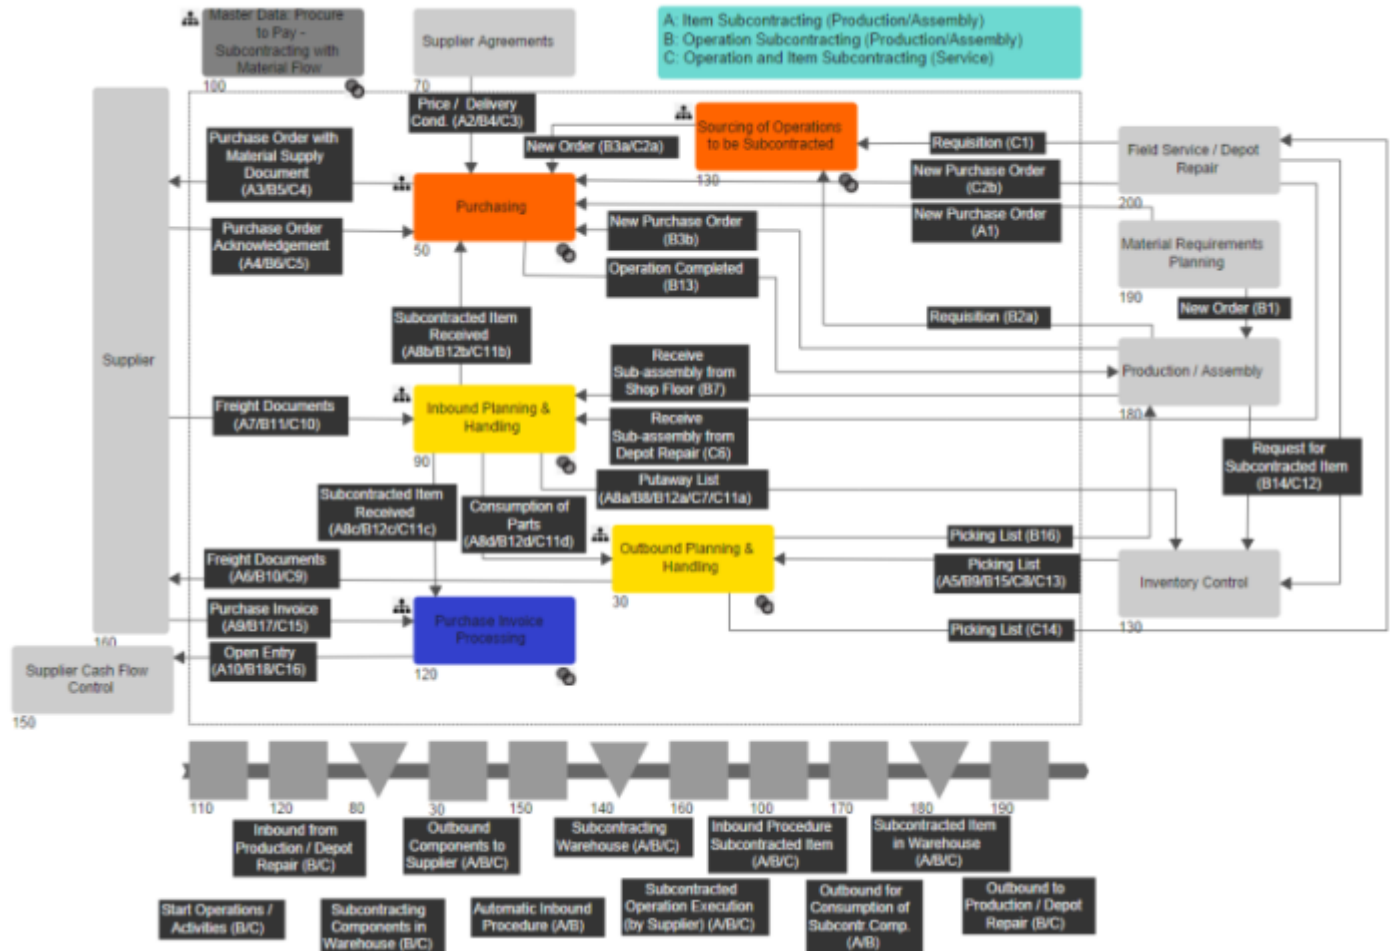 Master Data: Procure
to Pay -
Subcontracting with
Material Flow
100
Supplier Agreements
70
A: Item Subcontracting (Production/Assembly)
B: Operation Subcontracting (Production/Assembly)
C: Operation and Item Subcontracting (Service)
Price / Delivery
Cond. (A2/B4/C3)
New Order (B3a/C2a)
Sourcing of Operations
to be Subcontracted
130
Requisition (C1)
New Purchase Order
(C2b)
New Purchase Order
(A1)
Field Service / Depot
Repair
200
Purchase Order with
Material Supply
Document
(A3/B5/C4)
Purchase Order
Acknowledgement
(A4/B6/C5)
Purchasing
50
New Purchase Order
(B3b)
Operation Completed
(B13)
Material Requirements
Planning
190
New Order (B1)
Requisition (B2a)
Supplier
160
Subcontracted Item
Received
(A8b/B12b/C11b)
Receive
Sub-assembly from
Shop Floor (B7)
Production / Assembly
180
Freight Documents
(A7/B11/C10)
Inbound Planning &
Handling
90
Receive
Sub-assembly from
Depot Repair (C6)
Request for
Subcontracted Item
(B14/C12)
Putaway List
(A8a/B8/B12a/C7/C11a)
Subcontracted Item
Received
(A8c/B12c/C11c)
Consumption of
Parts
(A8d/B12d/C11d)
Outbound Planning &
Handling
30
Picking List (B16)
Picking List
(A5/B9/B15/C8/C13)
Picking List (C14)
Inventory Control
130
Freight Documents
(A6/B10/C9)
Purchase Invoice
(A9/B17/C15)
Open Entry
(A10/B18/C16)
Purchase Invoice
Processing
120
Supplier Cash Flow
Control
150
110 120 80 30 150 140 160 100 170 180 190
Inbound from
Production / Depot
Repair (B/C)
Outbound
Components to
Supplier (A/B/C)
Subcontracting
Warehouse (A/B/C)
Inbound Procedure
Subcontracted Item
(A/B/C)
Subcontracted Item
in Warehouse
(A/B/C)
Start Operations /
Activities (B/C)
Subcontracting
Components in
Warehouse (B/C)
Automatic Inbound
Procedure (A/B)
Subcontracted
Operation Execution
(by Supplier) (A/B/C)
Outbound for
Consumption of
Subcontr. Comp.
(A/B)
Outbound to
Production / Depot
Repair (B/C)